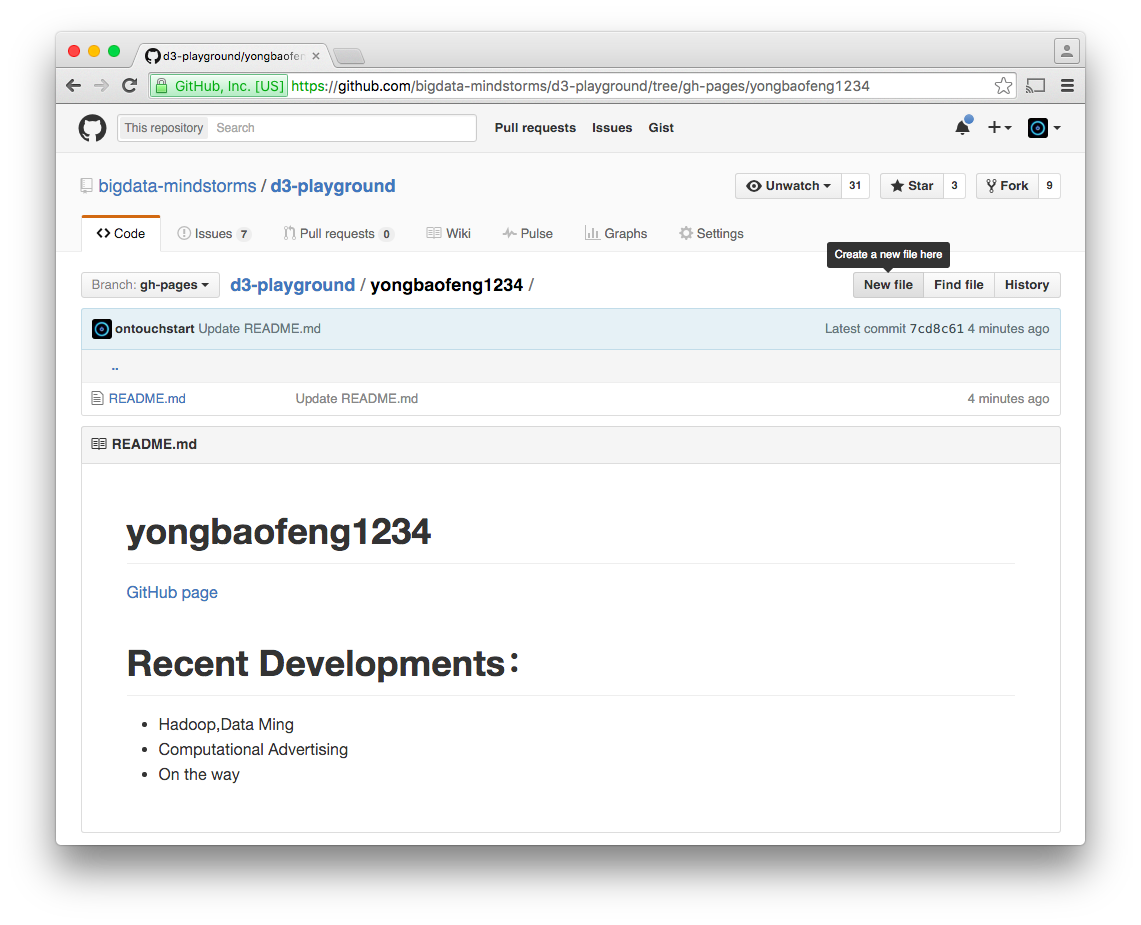 d3-playground/yongbaofen
GitHub, Inc. [US] https://github.com/bigdata-mindstorms/d3-playground/tree/gh-pages/yongbaofeng1234
This repository Search Pull requests Issues Gist
bigdata-mindstorms / d3-playground Unwatch 31 Star 3 Fork 9
Code Issues 7 Pull requests 0 Wiki Pulse Graphs Settings
Create a new file here
Branch: gh-pages d3-playground / yongbaofeng1234 / New file Find file History
ontouchstart Update README.md Latest commit 7cd8c61 4 minutes ago
..
README.md Update README.md 4 minutes ago
README.md
yongbaofeng1234
GitHub page
Recent Developments：
• Hadoop,Data Ming
• Computational Advertising
• On the way